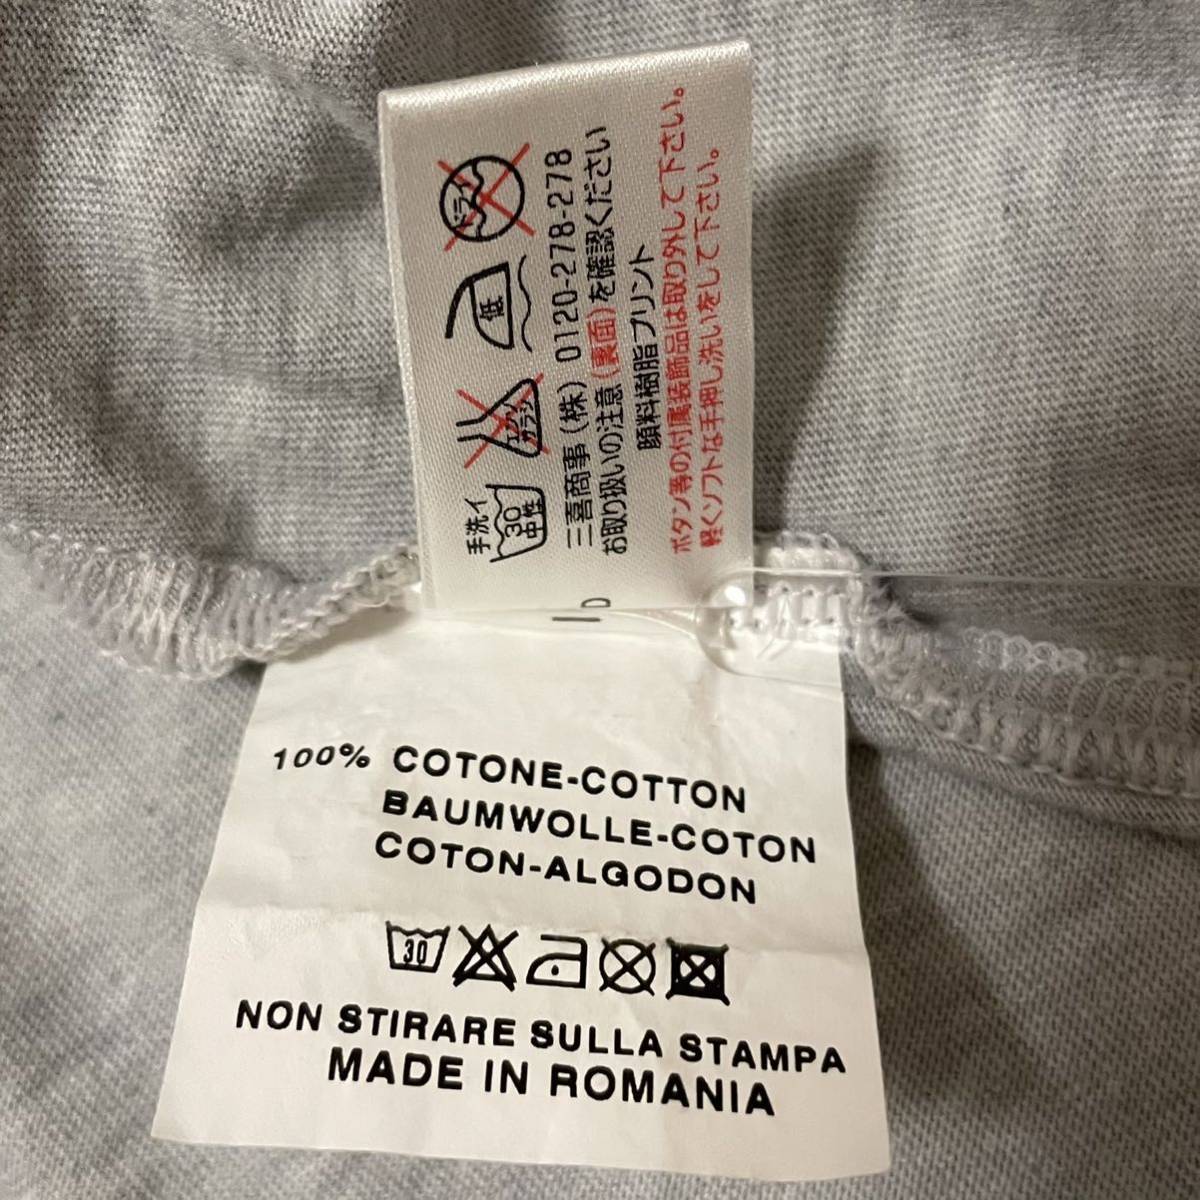 手洗イ
30
中性
エンソ
サラシ
低
ドライ
三喜商事(株) 0120-278-278
お取り扱いの注意(裏面)を確認ください
顔料樹脂プリント
ボタン等の付属装飾品は取り外して下さい。
軽くソフトな手押し洗いをして下さい。
100% COTONE-COTTON
BAUMWOLLE-COTON
COTON-ALGODON
30
NON STIRARE SULLA STAMPA
MADE IN ROMANIA